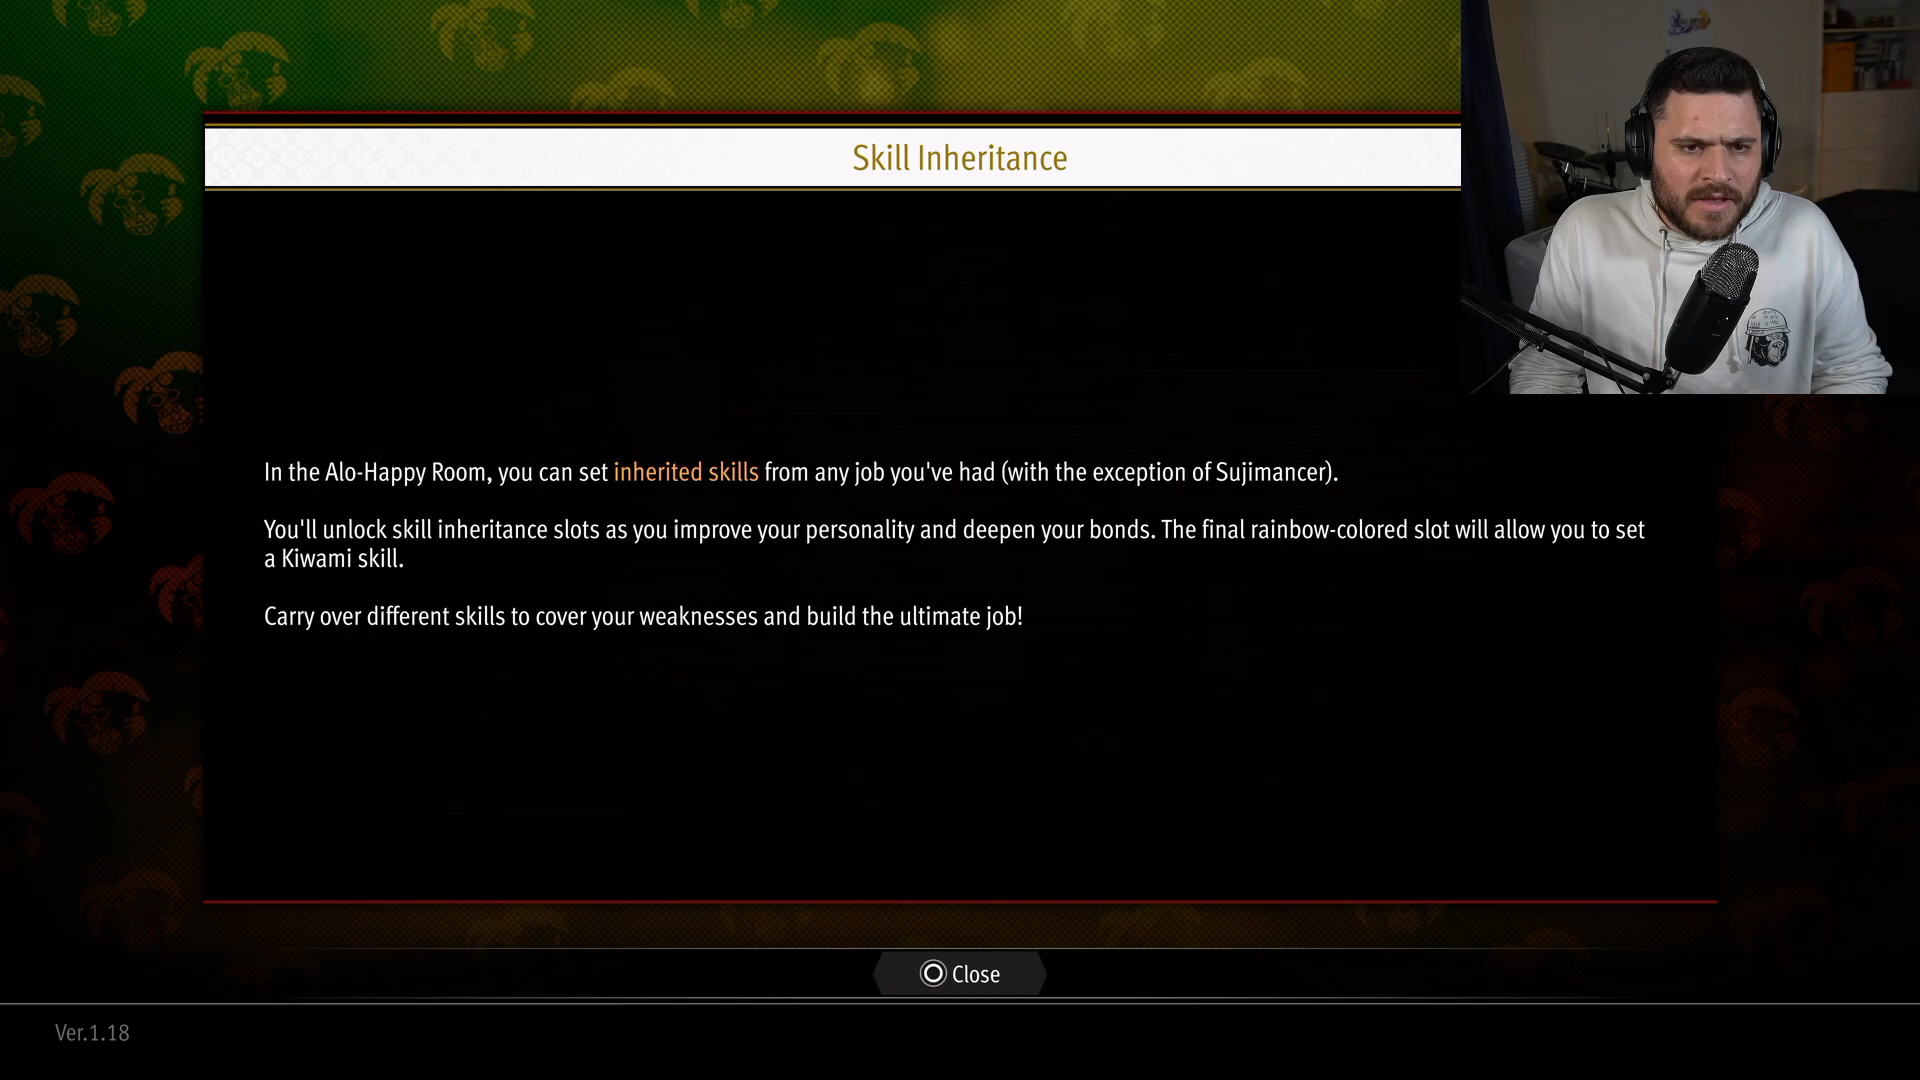 Skill Inheritance
In the Alo-Happy Room, you can set inherited skills from any job you've had (with the exception of Sujimancer).
You'll unlock skill inheritance slots as you improve your personality and deepen your bonds. The final rainbow-colored slot will allow you to set
a Kiwami skill.
Carry over different skills to cover your weaknesses and build the ultimate job!
Close
Ver.1.18